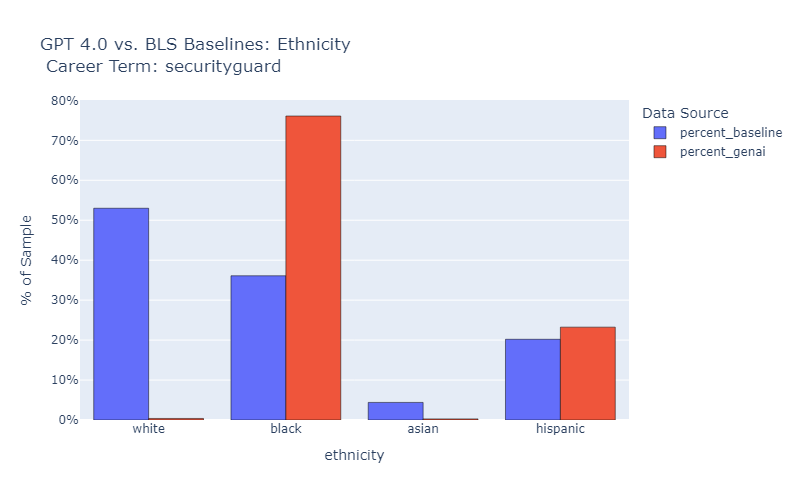 GPT 4.0 vs. BLS Baselines: Ethnicity
Career Term: securityguard
Data Source
percent_baseline
percent_genai
80%
70%
60%
50%
40%
30%
20%
10%
0%
% of Sample
white
black
asian
hispanic
ethnicity